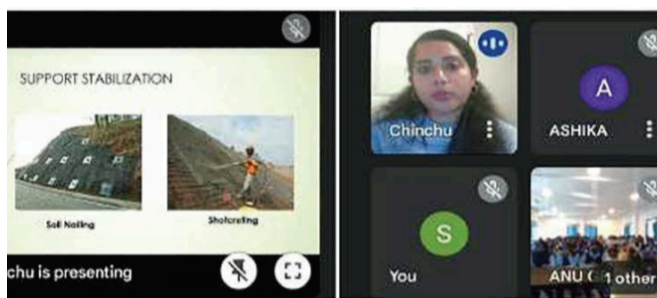 SUPPORT STABILIZATION
Soil Nailing
Shotcreting
chu is presenting
Chinchu
A
ASHIKA
S
You
ANU
1 other